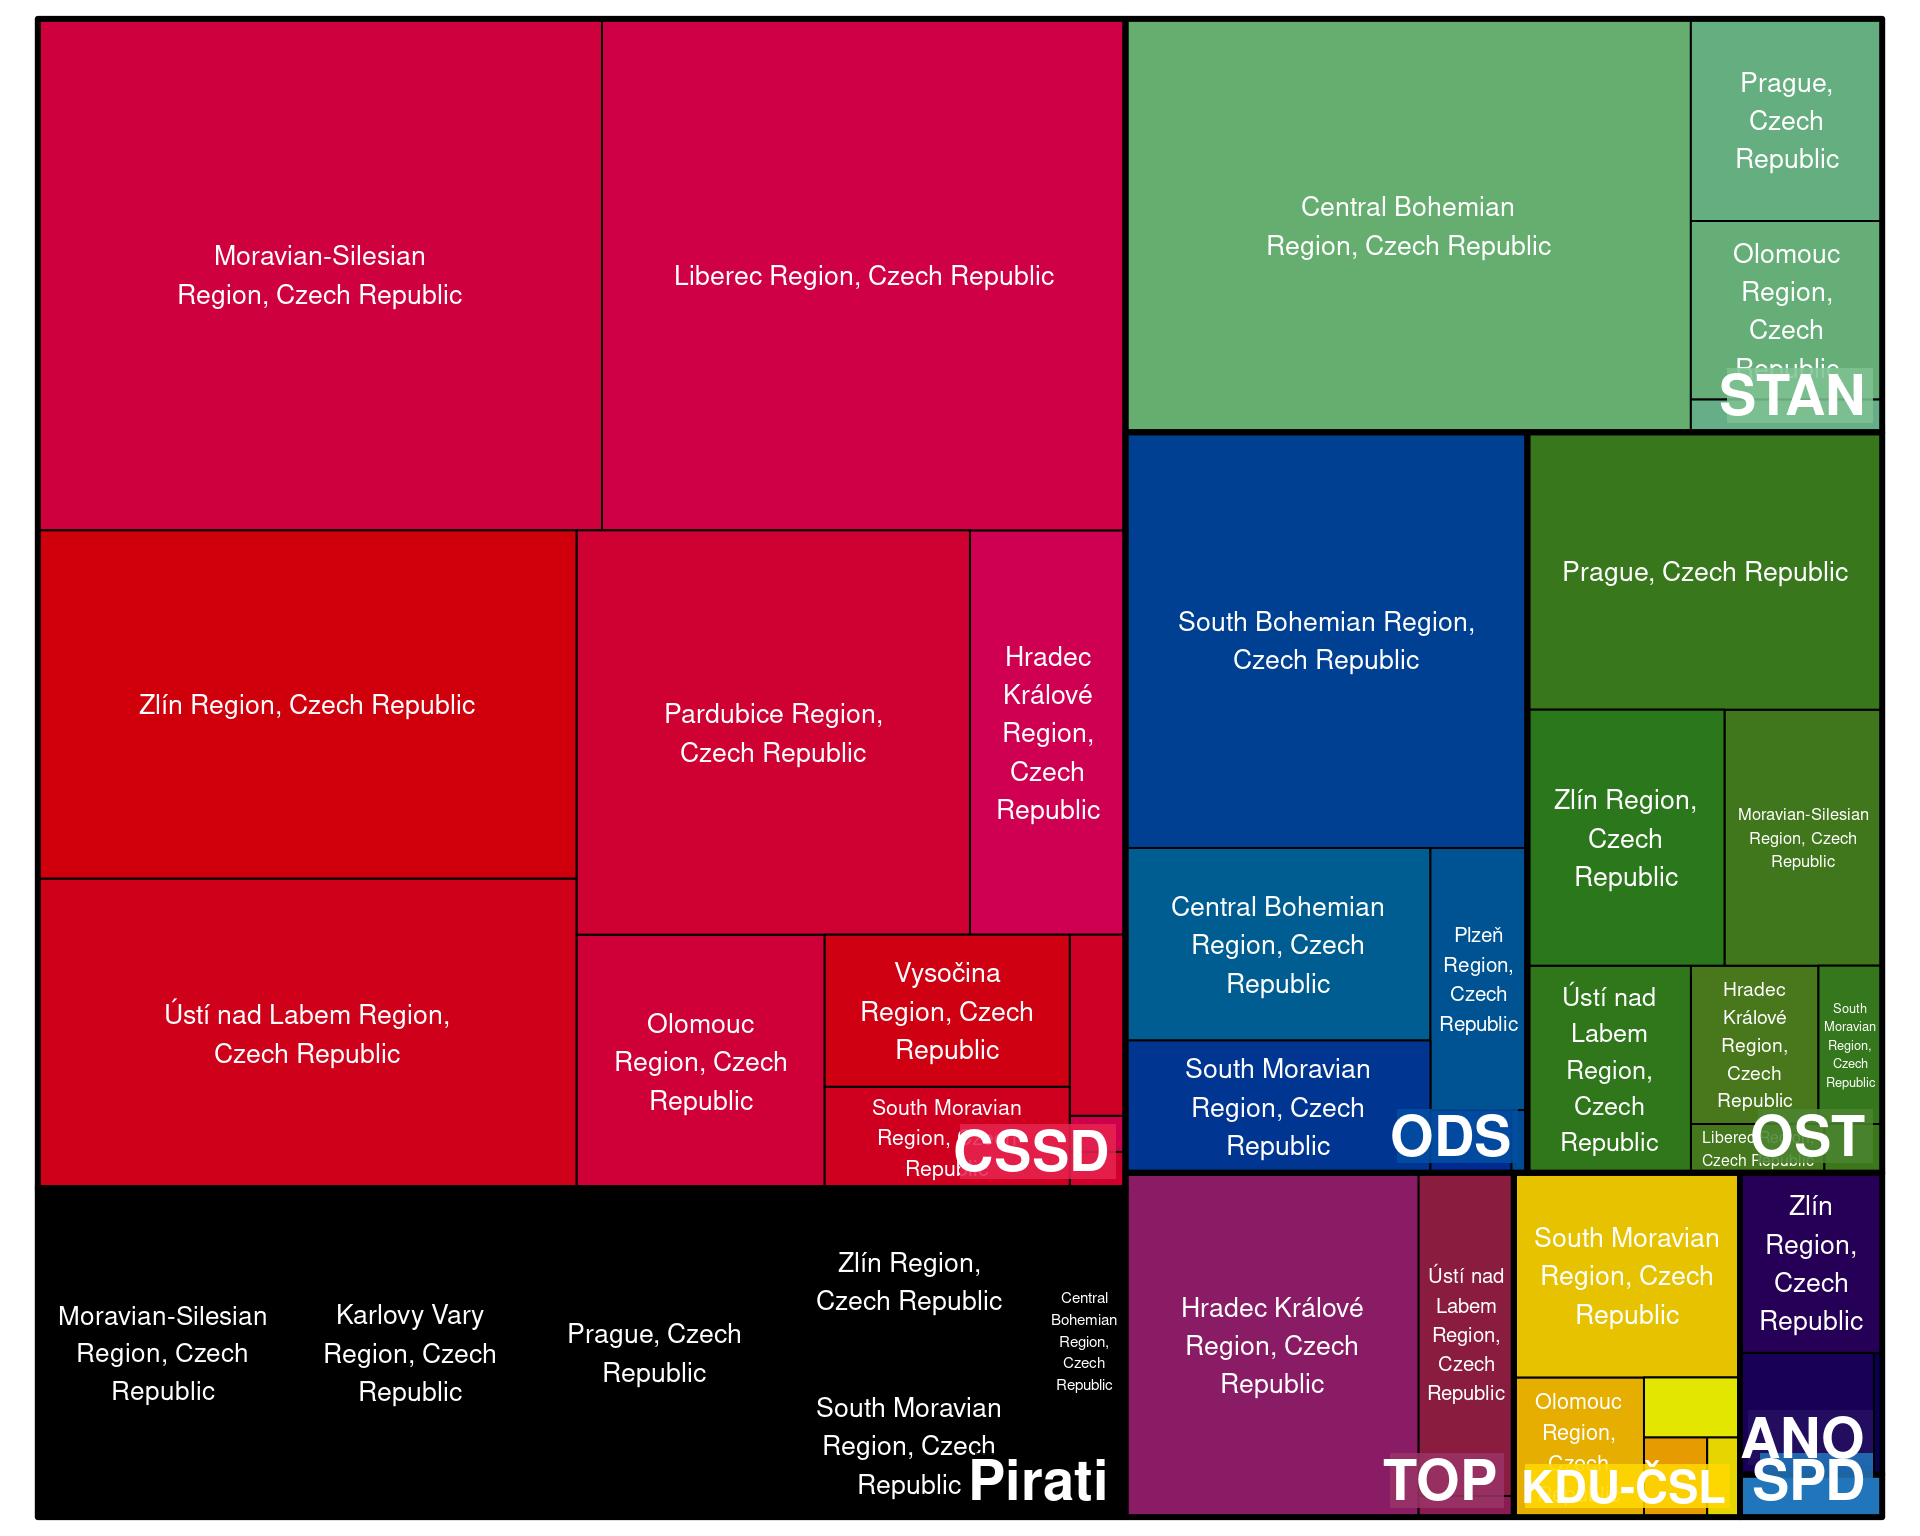 Moravian-Silesian
Region, Czech Republic
Liberec Region, Czech Republic
Zlín Region, Czech Republic
Pardubice Region,
Czech Republic
Hradec
Králové
Region,
Czech
Republic
Ústí nad Labem Region,
Czech Republic
Olomouc
Region, Czech
Republic
Vysočina
Region, Czech
Republic
South Moravian
Region, Czech
Republic
CSSD
Moravian-Silesian
Region, Czech
Republic
Karlovy Vary
Region, Czech
Republic
Prague, Czech
Republic
Zlín Region,
Czech Republic
South Moravian
Region, Czech
Republic
Central
Bohemian
Region,
Czech
Republic
Pirati
Central Bohemian
Region, Czech Republic
Prague,
Czech
Republic
Olomouc
Region,
Czech
Republic
STAN
South Bohemian Region,
Czech Republic
Central Bohemian
Region, Czech
Republic
Plzeň
Region,
Czech
Republic
South Moravian
Region, Czech
Republic
ODS
Prague, Czech Republic
Zlín Region,
Czech
Republic
Moravian-Silesian
Region, Czech
Republic
Ústí nad
Labem
Region,
Czech
Republic
Hradec
Králové
Region,
Czech
Republic
South
Moravian
Region,
Czech
Republic
Liberec Region,
Czech Republic
OST
Hradec Králové
Region, Czech
Republic
Ústí nad
Labem
Region,
Czech
Republic
TOP
South Moravian
Region, Czech
Republic
Olomouc
Region,
Czech
KDU-ČSL
Zlín
Region,
Czech
Republic
ANO
SPD